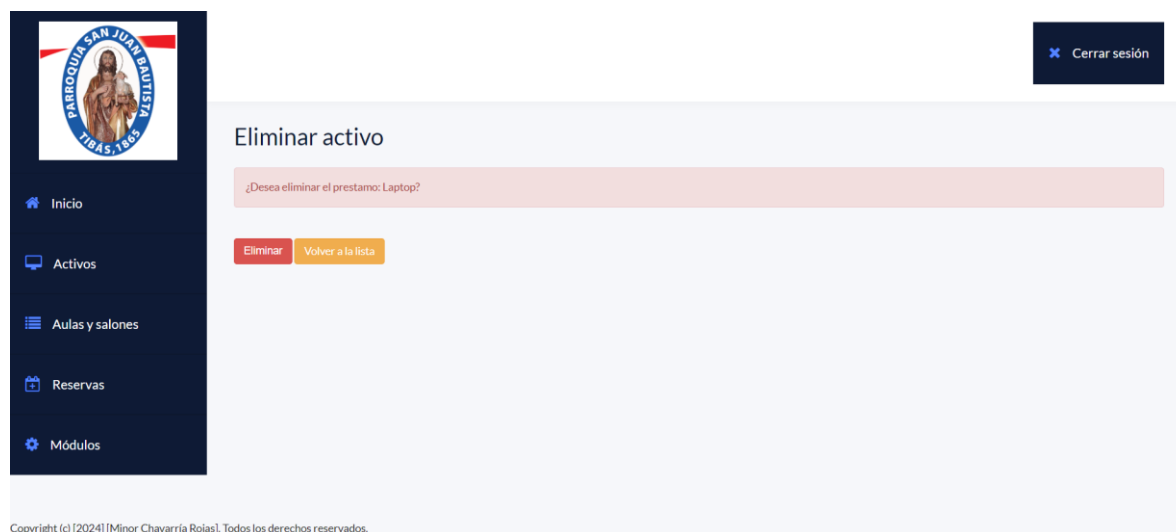 PARROQUIA SAN JUAN BAUTISTA
TIBÁS, 1865
Cerrar sesión
Eliminar activo
¿Desea eliminar el prestamo: Laptop?
Inicio
Eliminar
Volver a la lista
Activos
Aulas y salones
Reservas
Módulos
Copyright (c) [2024] [Minor Chavarría Rojas]. Todos los derechos reservados.